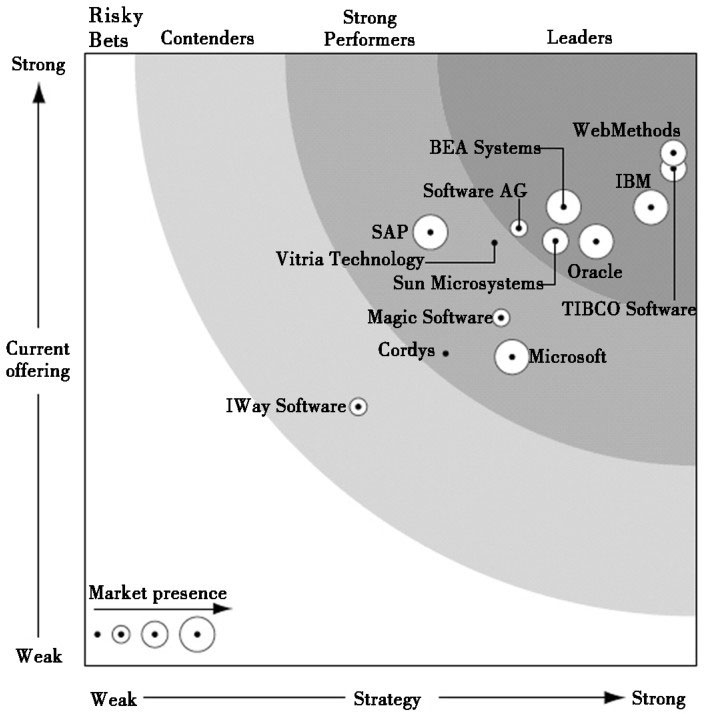 Risky
Bets
Contenders
Strong
Performers
Leaders
Strong
WebMethods
BEA Systems
IBM
Software AG
SAP
Vitria Technology
Sun Microsystems
Oracle
TIBCO Software
Magic Software
Current
offering
Cordys
Microsoft
IWay Software
Market presence
Weak
Weak
Strategy
Strong